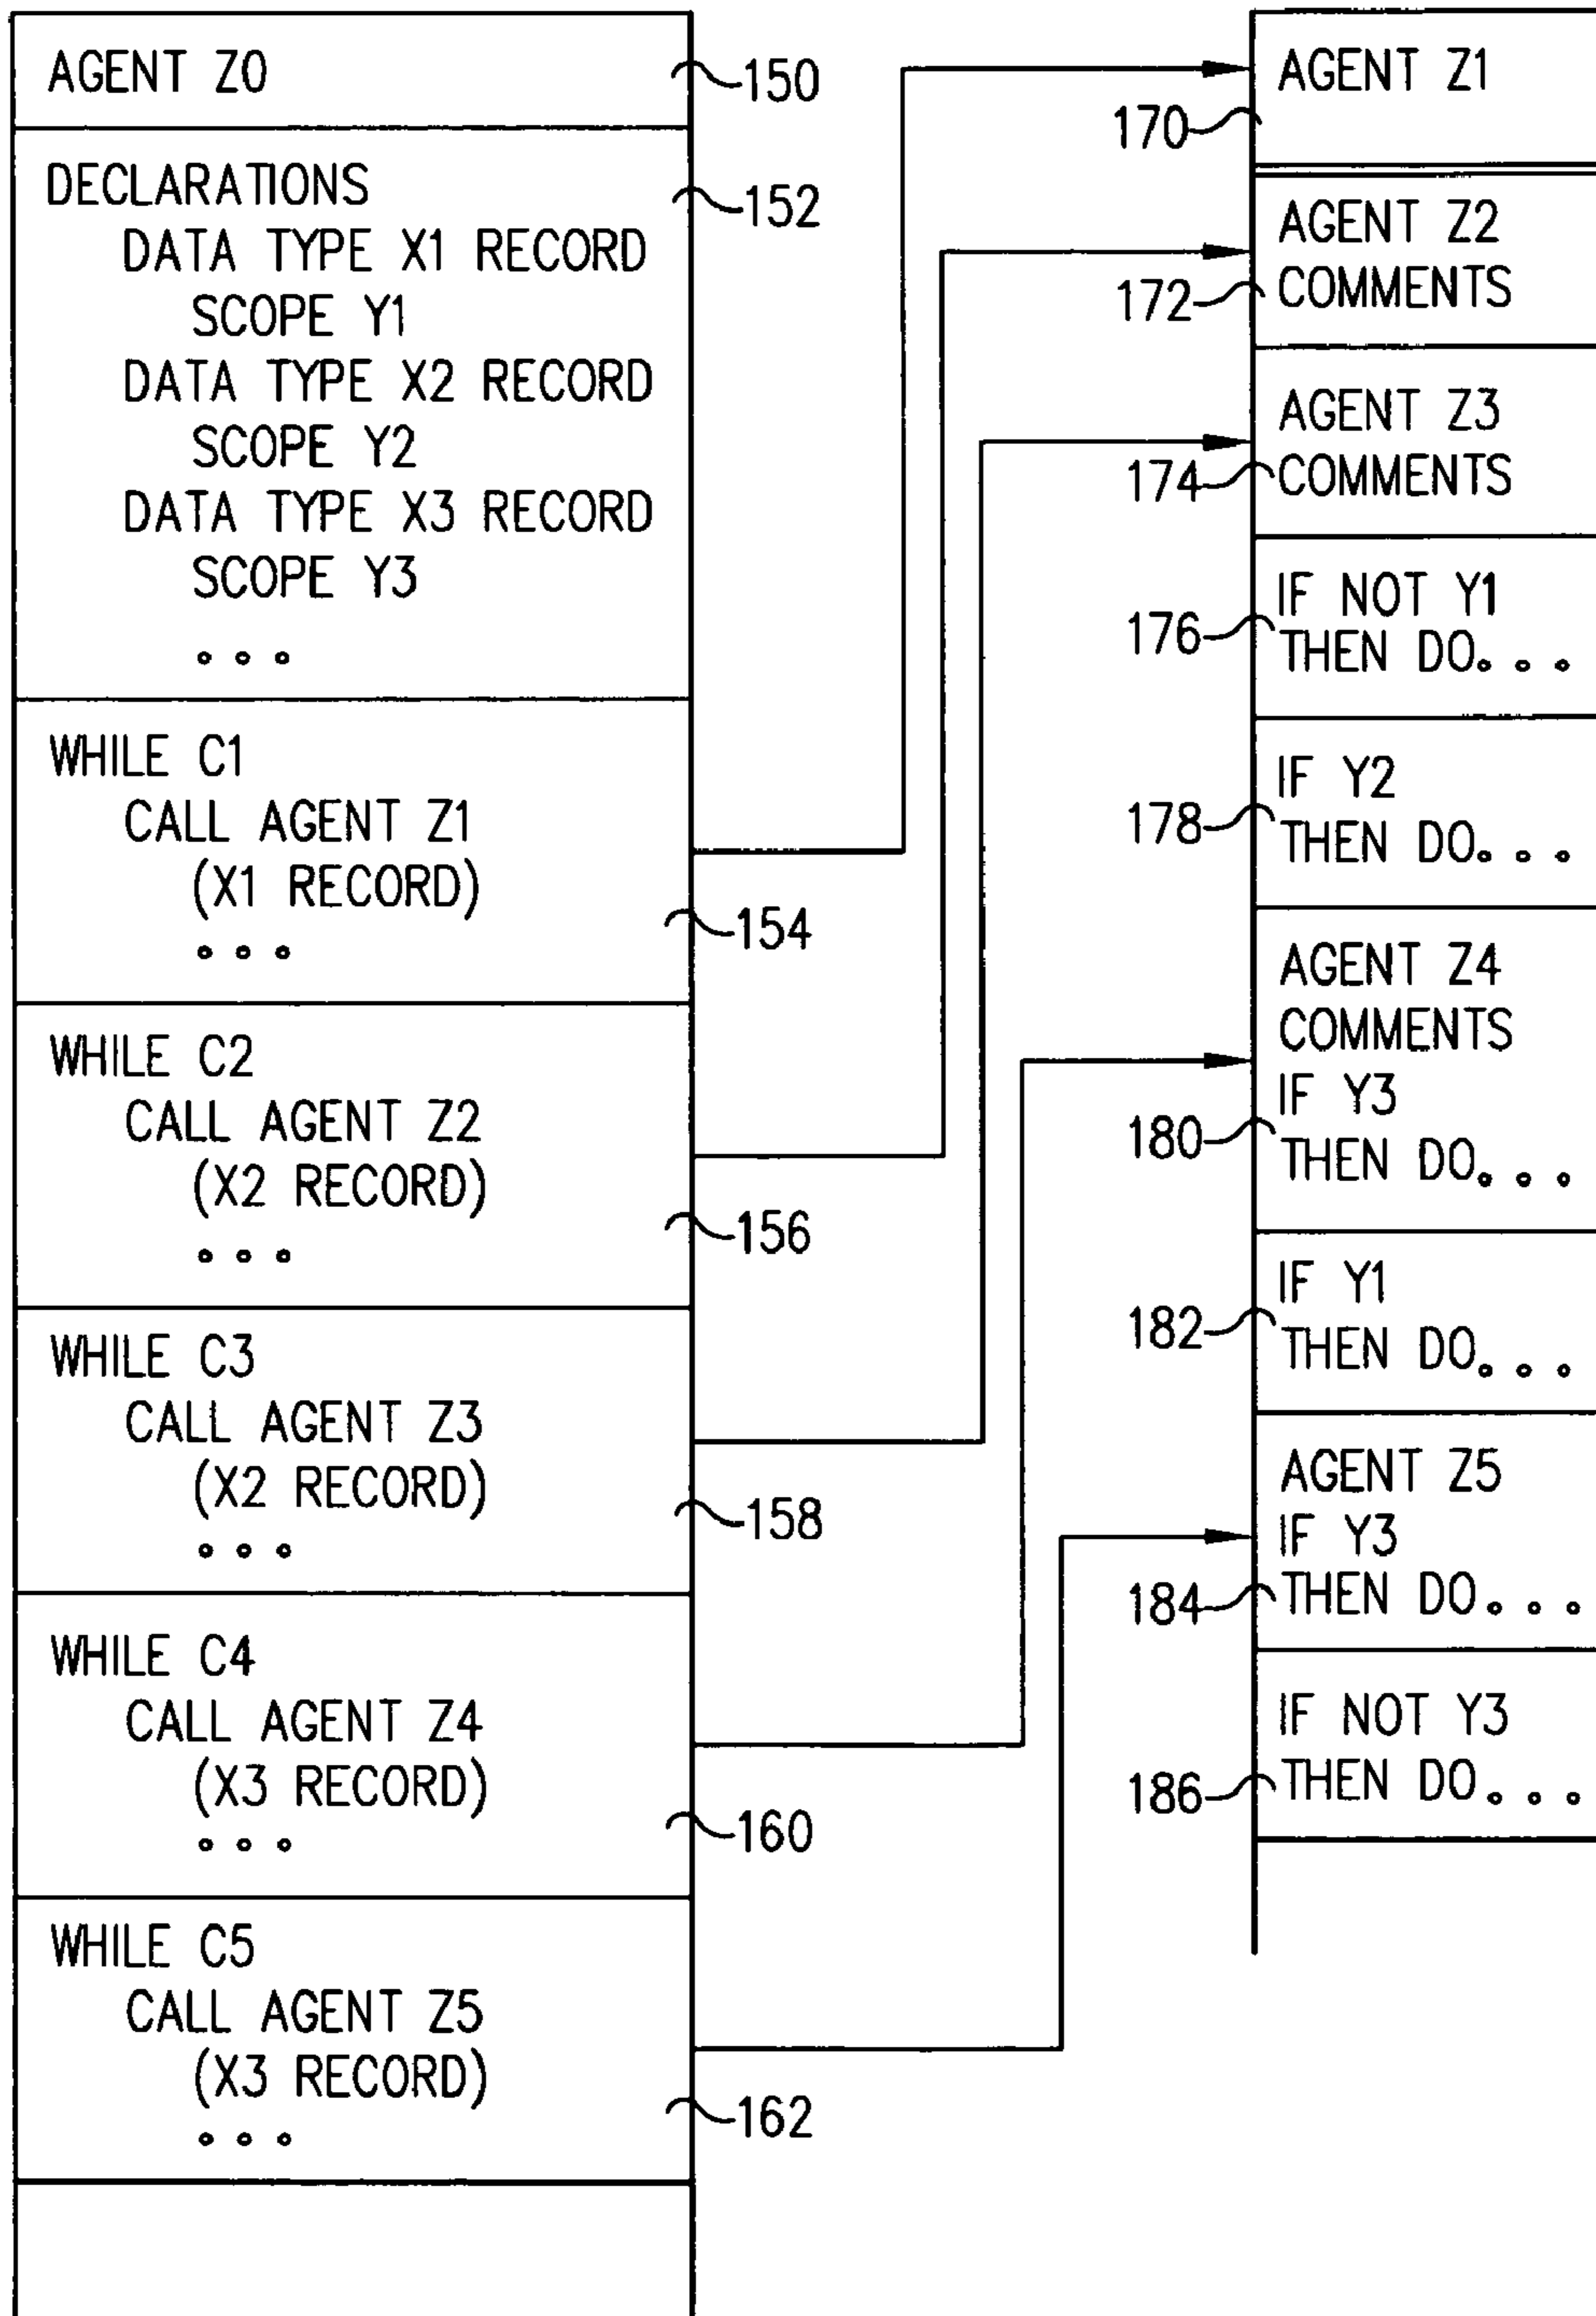 AGENT Z0
150
DECLARATIONS
152
DATA TYPE X1 RECORD
SCOPE Y1
DATA TYPE X2 RECORD
SCOPE Y2
DATA TYPE X3 RECORD
SCOPE Y3
. . .
WHILE C1
CALL AGENT Z1
(X1 RECORD)
154
. . .
WHILE C2
CALL AGENT Z2
(X2 RECORD)
156
. . .
WHILE C3
CALL AGENT Z3
(X2 RECORD)
158
. . .
WHILE C4
CALL AGENT Z4
(X3 RECORD)
160
. . .
WHILE C5
CALL AGENT Z5
(X3 RECORD)
162
. . .
AGENT Z1
170
AGENT Z2
172 COMMENTS
AGENT Z3
174 COMMENTS
IF NOT Y1
176 THEN DO. . .
IF Y2
178 THEN DO. . .
AGENT Z4
COMMENTS
IF Y3
180 THEN DO. . .
IF Y1
182 THEN DO. . .
AGENT Z5
IF Y3
184 THEN DO. . .
IF NOT Y3
186 THEN DO. . .